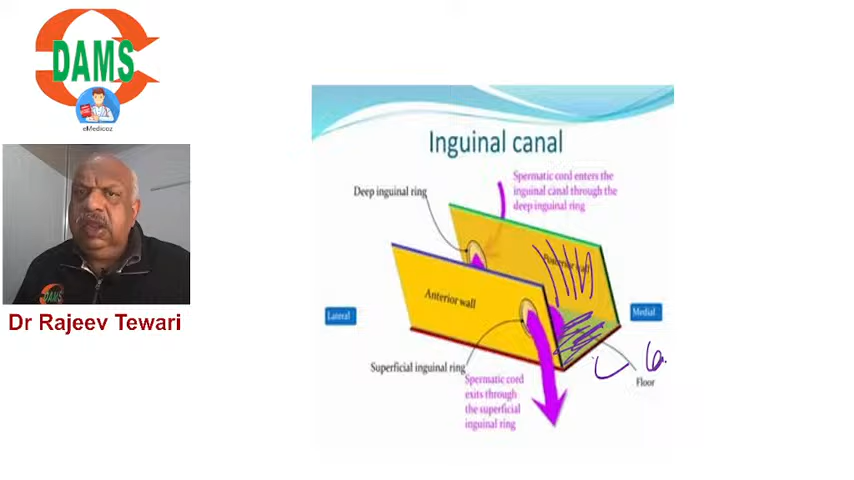 DAMS
eMedicoz
DAMS
Dr Rajeev Tewari
Inguinal canal
Spermatic cord enters the
inguinal canal through the
deep inguinal ring
Deep inguinal ring
Posterior wall
Anterior wall
Lateral
Medial
Superficial inguinal ring
Floor
Spermatic cord
exits through
the superficial
inguinal ring